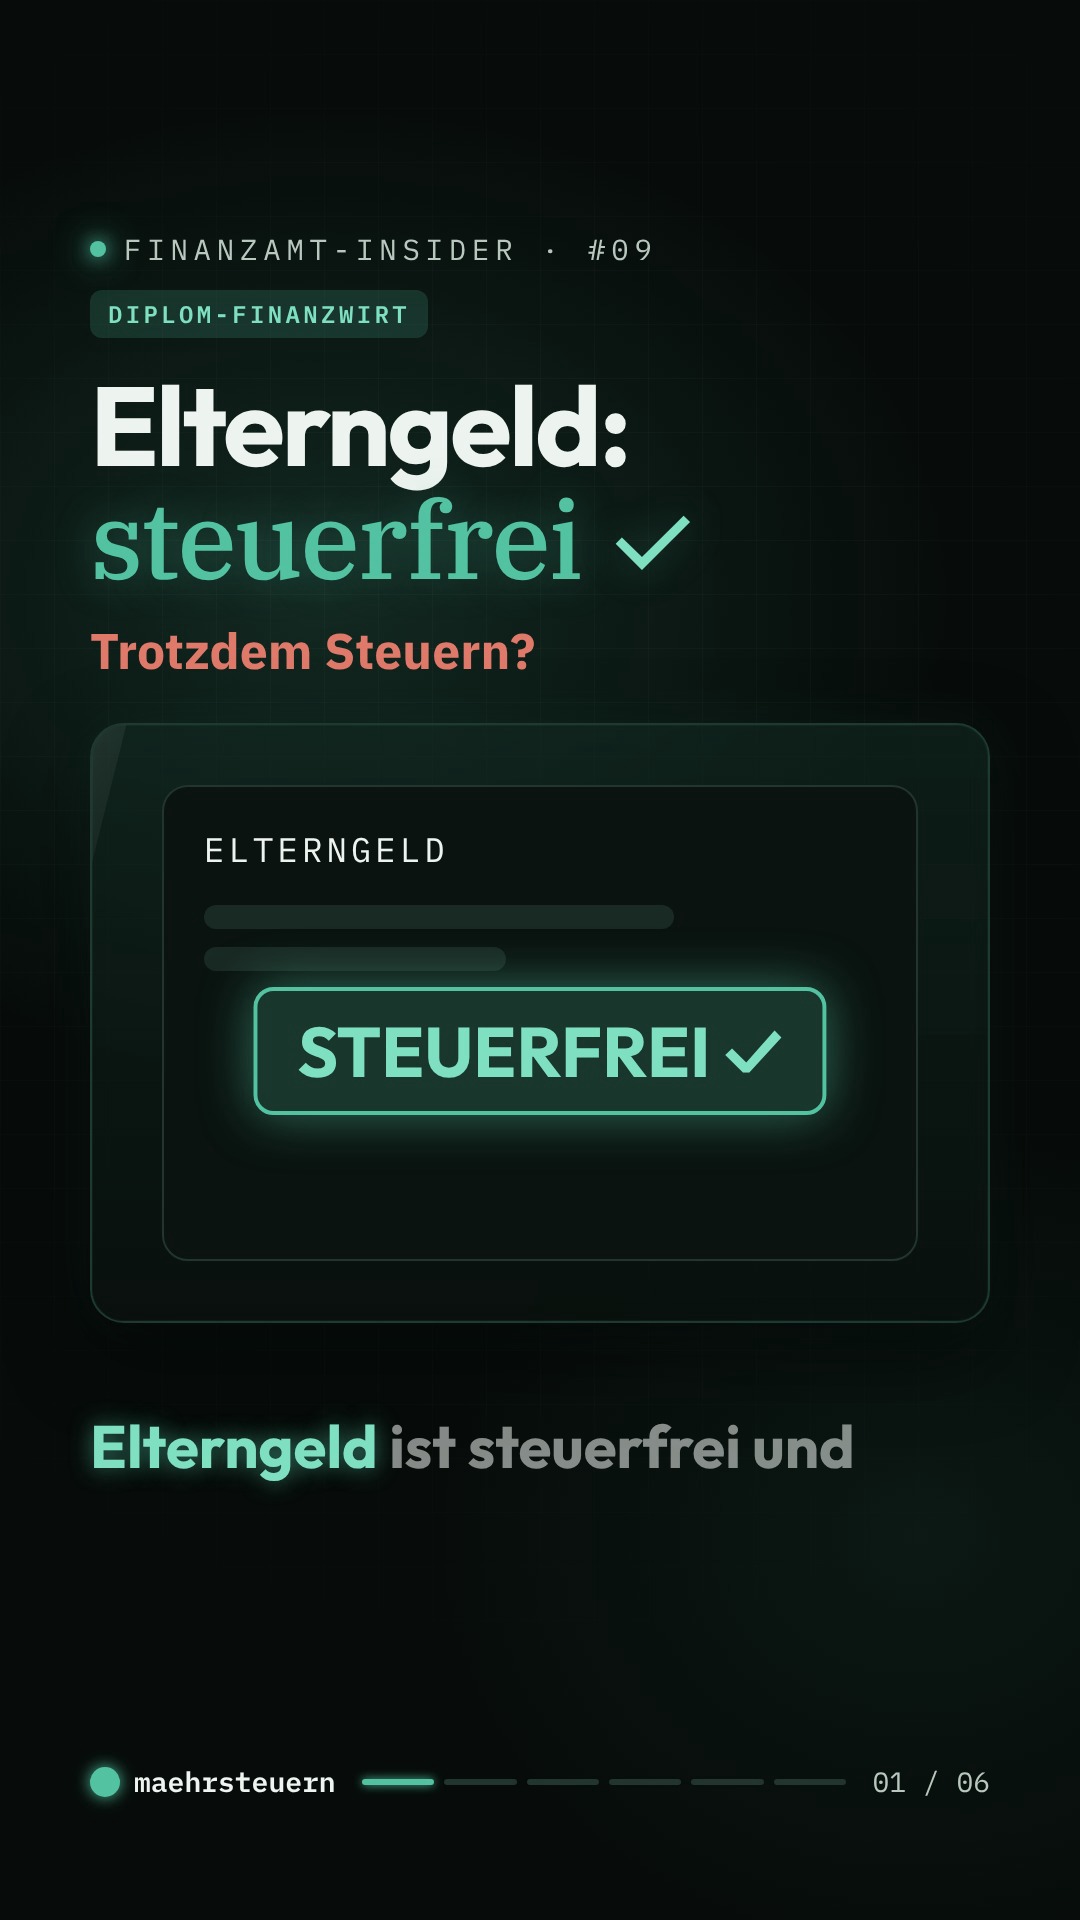 FINANZAMT-INSIDER · #09
DIPLOM-FINANZWIRT
Elterngeld:
steuerfrei ✓
Trotzdem Steuern?
ELTERNGELD
STEUERFREI ✓
Elterngeld ist steuerfrei und
maehrsteuern 01 / 06